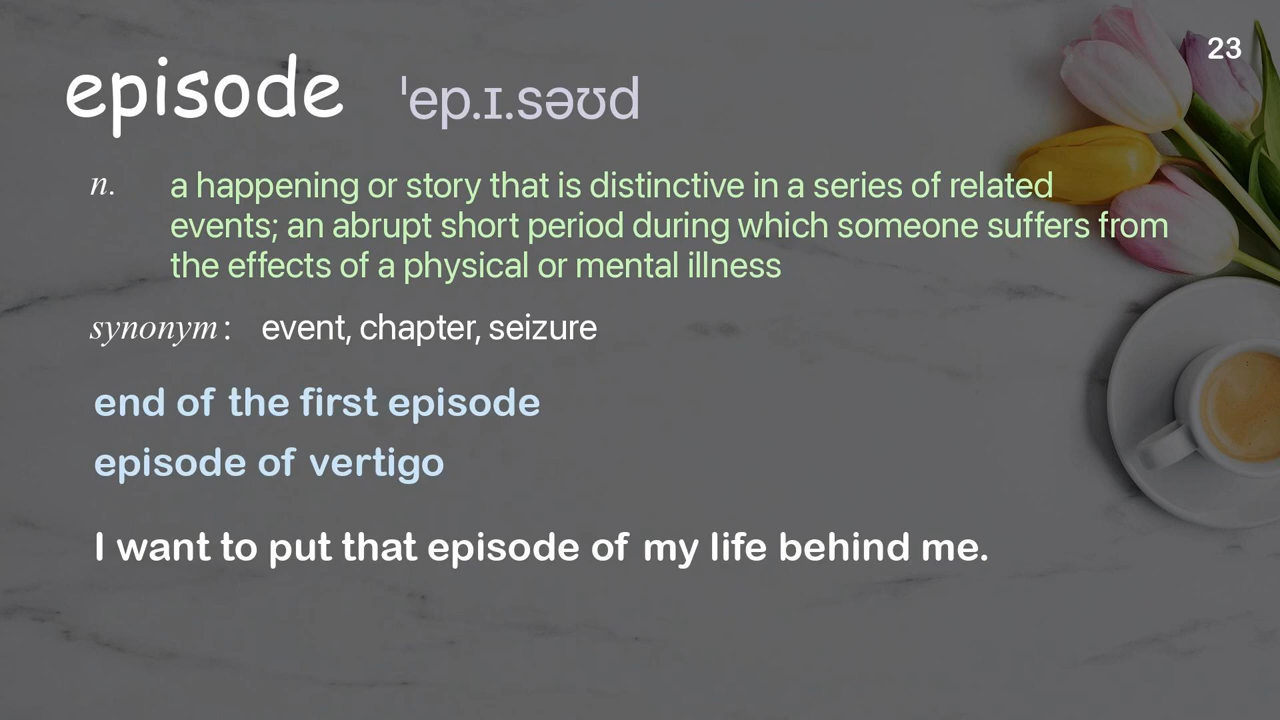 23
episode ˈep.ɪ.səʊd
n. a happening or story that is distinctive in a series of related
events; an abrupt short period during which someone suffers from
the effects of a physical or mental illness
synonym: event, chapter, seizure
end of the first episode
episode of vertigo
I want to put that episode of my life behind me.